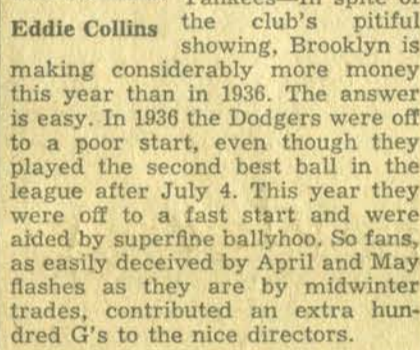 Yankees—In spite of
Eddie Collins
the club's pitiful
showing, Brooklyn is
making considerably more money
this year than in 1936. The answer
is easy. In 1936 the Dodgers were off
to a poor start, even though they
played the second best ball in the
league after July 4. This year they
were off to a fast start and were
aided by superfine ballyhoo. So fans,
as easily deceived by April and May
flashes as they are by midwinter
trades, contributed an extra hun-
dred G's to the nice directors.